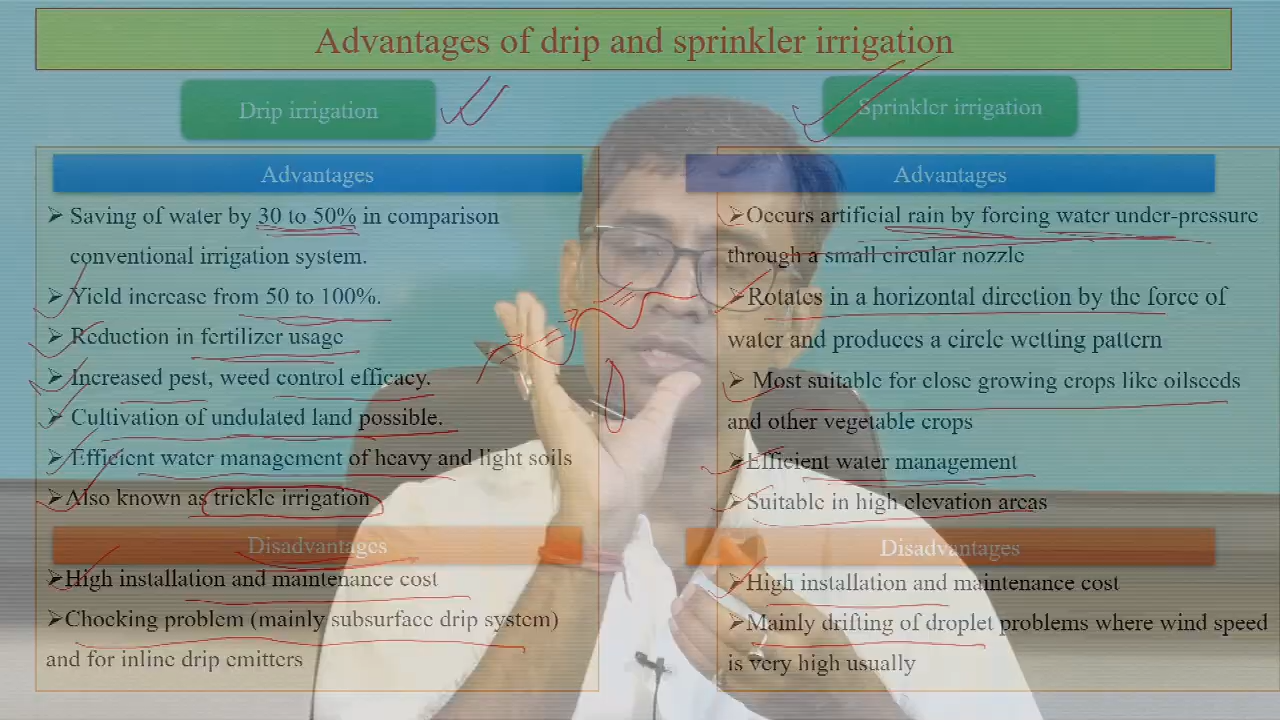 Advantages of drip and sprinkler irrigation
Drip irrigation
Advantages
➢ Saving of water by 30 to 50% in comparison
conventional irrigation system.
➢ Yield increase from 50 to 100%.
➢ Reduction in fertilizer usage
➢ Increased pest, weed control efficacy.
➢ Cultivation of undulated land possible.
➢ Efficient water management of heavy and light soils
➢Also known as trickle irrigation
Disadvantages
➢High installation and maintenance cost
➢Chocking problem (mainly subsurface drip system)
and for inline drip emitters
Sprinkler irrigation
Advantages
➢Occurs artificial rain by forcing water under-pressure
through a small circular nozzle
➢Rotates in a horizontal direction by the force of
water and produces a circle wetting pattern
➢ Most suitable for close growing crops like oilseeds
and other vegetable crops
➢Efficient water management
➢Suitable in high elevation areas
Disadvantages
➢High installation and maintenance cost
➢Mainly drifting of droplet problems where wind speed
is very high usually